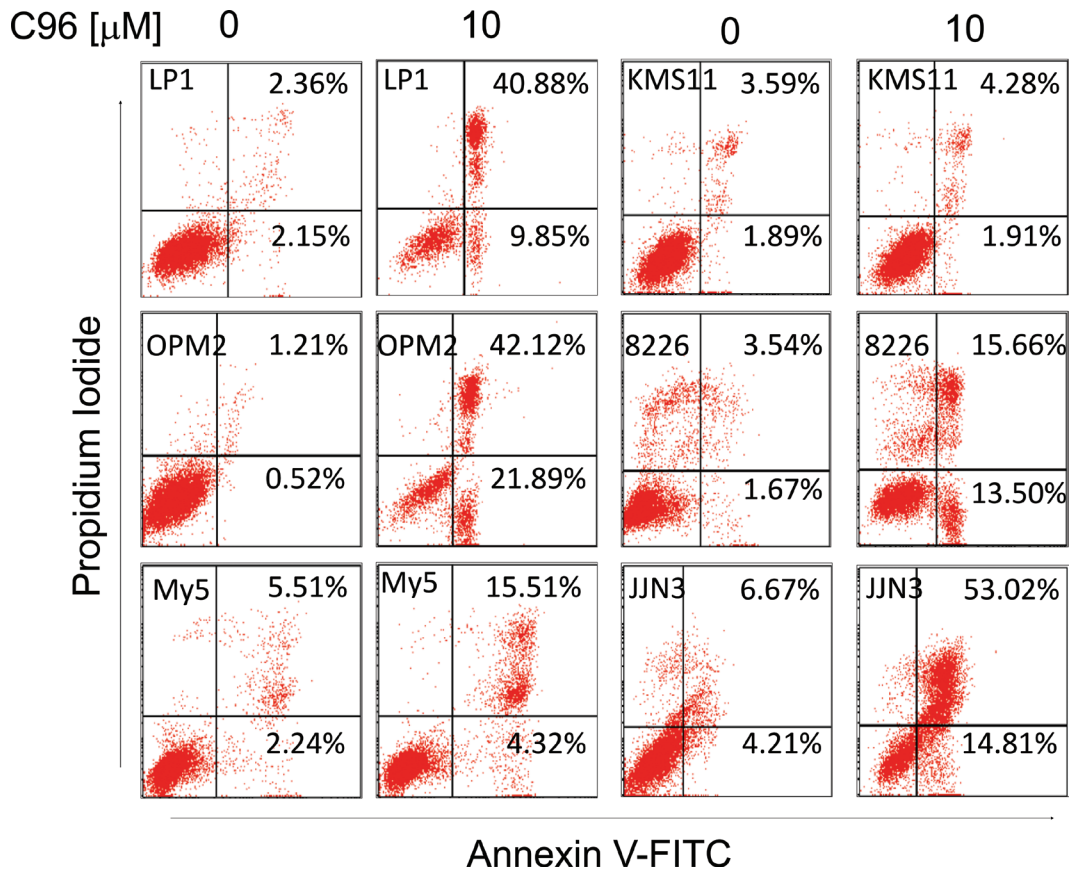 C96 [μM] 0 10 0 10
LP1 2.36% LP1 40.88% KMS11 3.59% KMS11 4.28%
2.15% 9.85% 1.89% 1.91%
OPM2 1.21% OPM2 42.12% 8226 3.54% 8226 15.66%
0.52% 21.89% 1.67% 13.50%
My5 5.51% My5 15.51% JJN3 6.67% JJN3 53.02%
2.24% 4.32% 4.21% 14.81%
Propidium Iodide
Annexin V-FITC